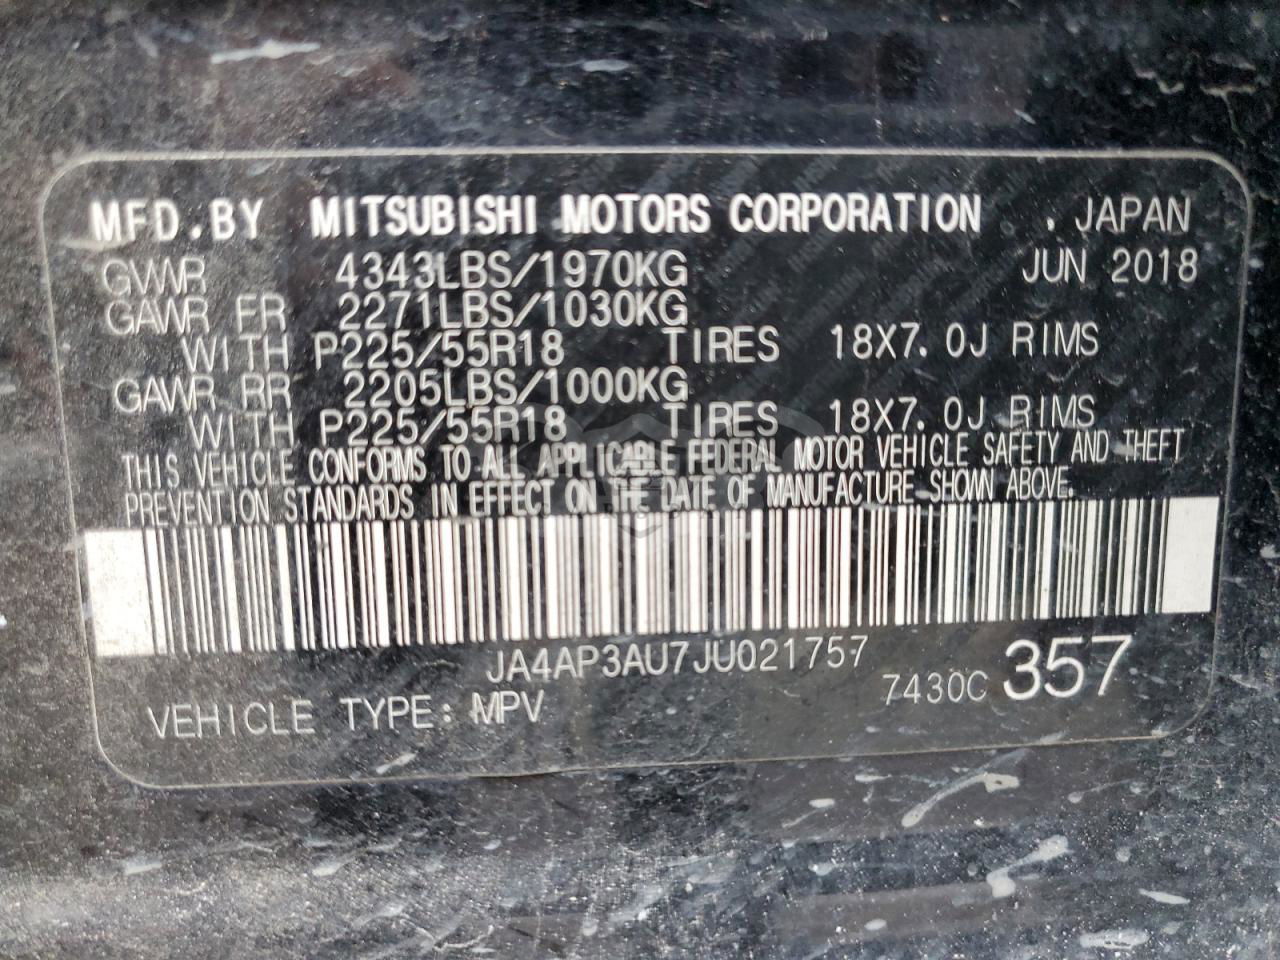 MFD.BY MITSUBISHI MOTORS CORPORATION . JAPAN
GVWR 4343LBS/1970KG JUN 2018
GAWR FR 2271LBS/1030KG
WITH P225/55R18 TIRES 18X7.0J RIMS
GAWR RR 2205LBS/1000KG
WITH P225/55R18 TIRES 18X7.0J RIMS
THIS VEHICLE CONFORMS TO ALL APPLICABLE FEDERAL MOTOR VEHICLE SAFETY AND THEFT
PREVENTION STANDARDS IN EFFECT ON THE DATE OF MANUFACTURE SHOWN ABOVE.
JA4AP3AU7JU021757
7430C 357
VEHICLE TYPE: MPV